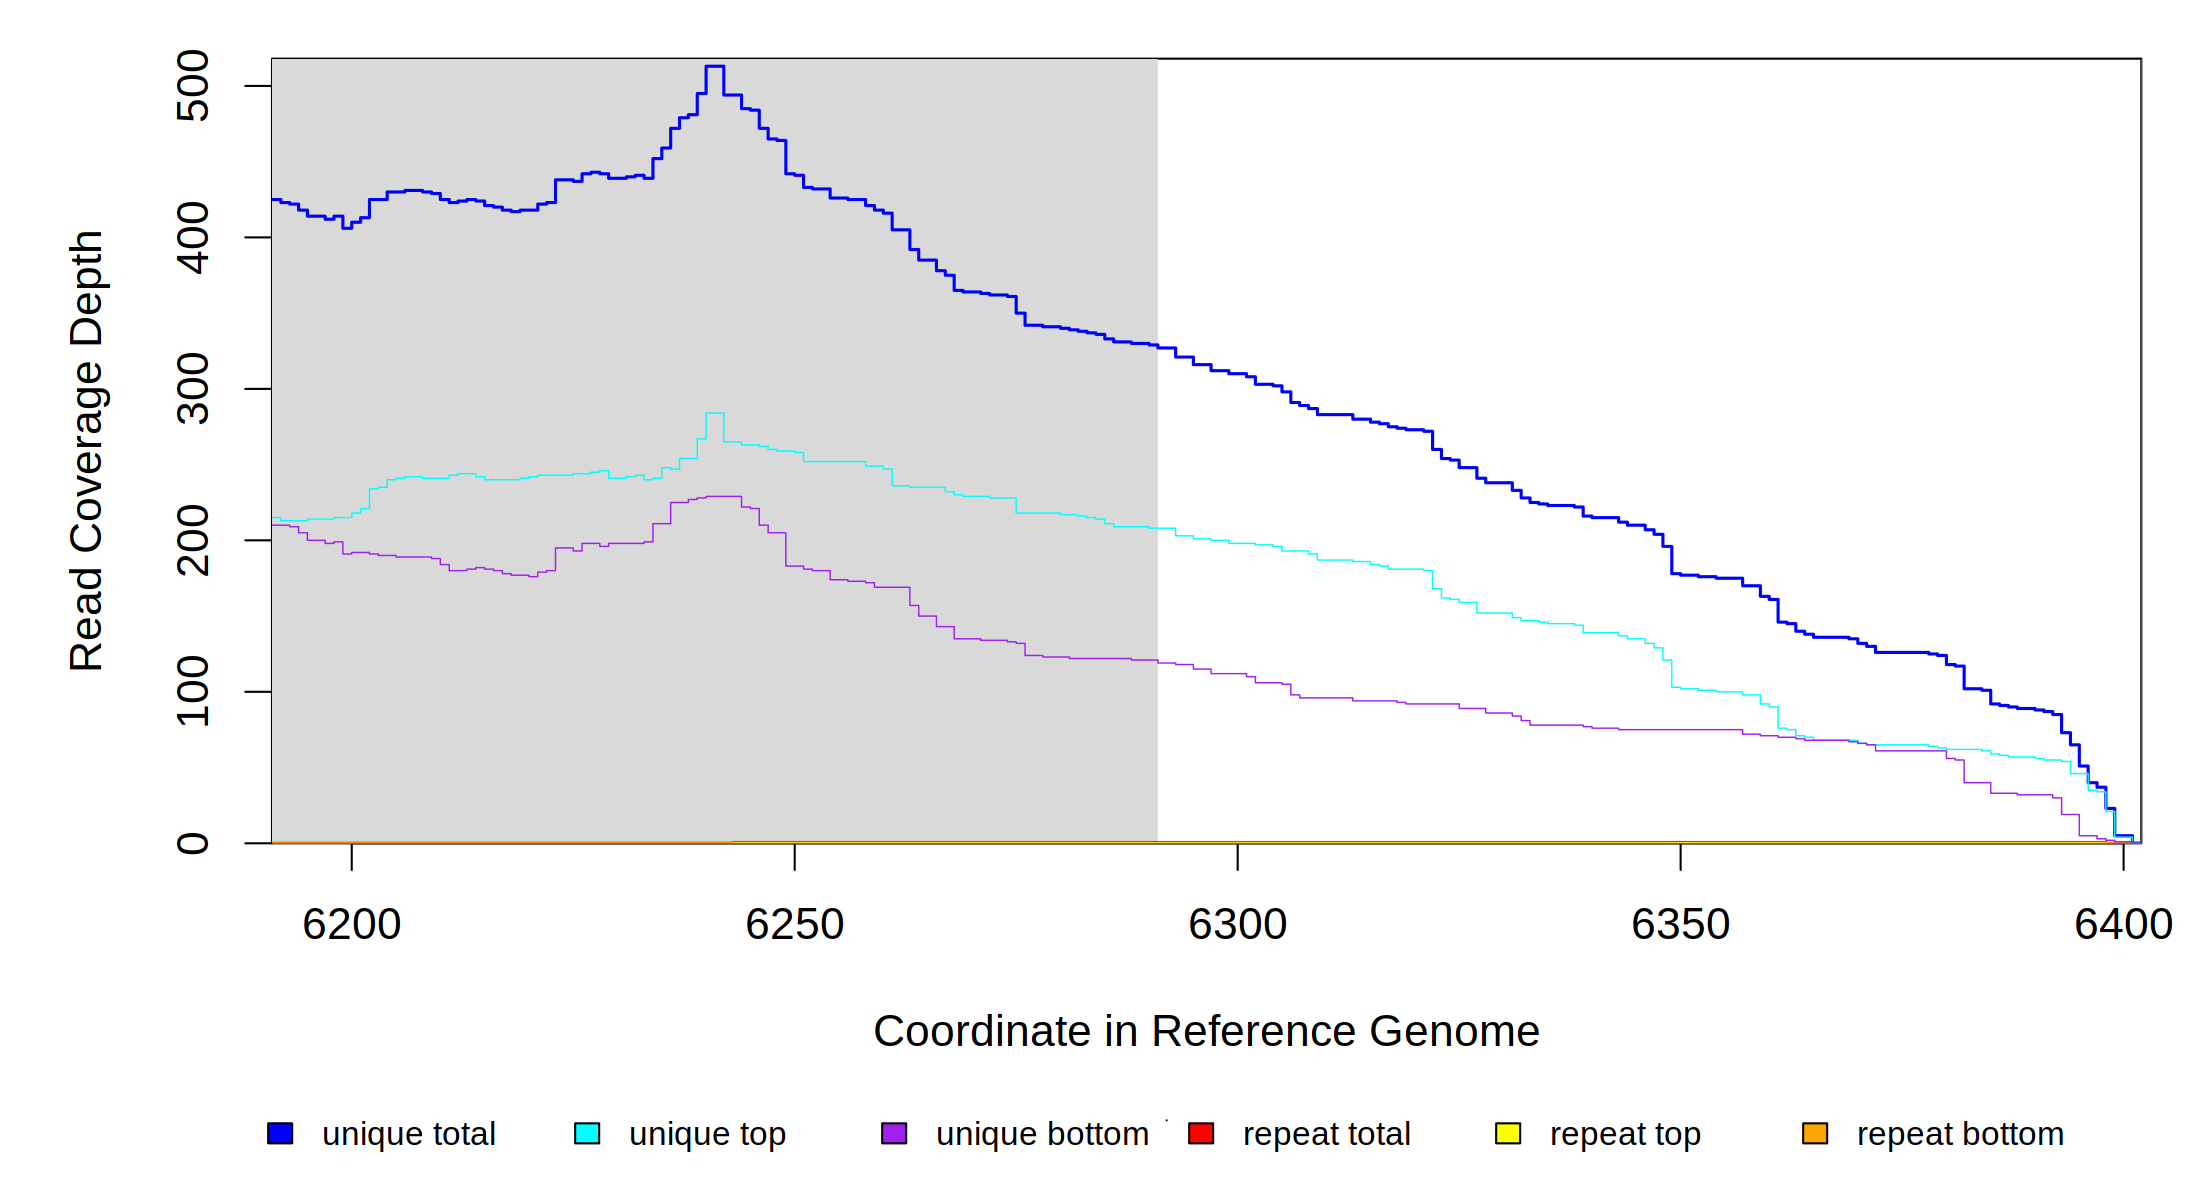 Read Coverage Depth
500
400
300
200
100
0
6200 6250 6300 6350 6400
Coordinate in Reference Genome
unique total unique top unique bottom repeat total repeat top repeat bottom